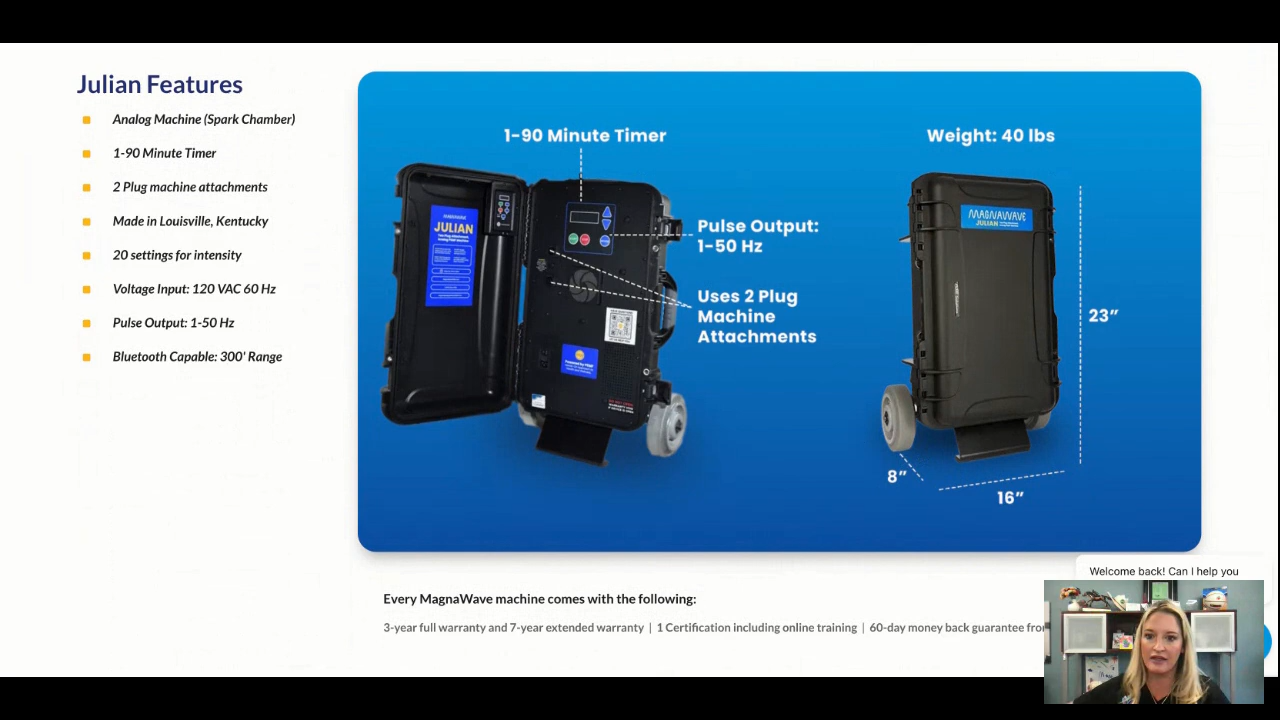 Julian Features
Analog Machine (Spark Chamber)
1-90 Minute Timer
2 Plug machine attachments
Made in Louisville, Kentucky
20 settings for intensity
Voltage Input: 120 VAC 60 Hz
Pulse Output: 1-50 Hz
Bluetooth Capable: 300' Range
1-90 Minute Timer
Pulse Output:
1-50 Hz
Uses 2 Plug
Machine
Attachments
MAGNAWAVE
JULIAN
Weight: 40 lbs
MAGNAWAVE
JULIAN
23”
8”
16”
Every MagnaWave machine comes with the following:
3-year full warranty and 7-year extended warranty | 1 Certification including online training | 60-day money back guarantee
Welcome back! Can I help you